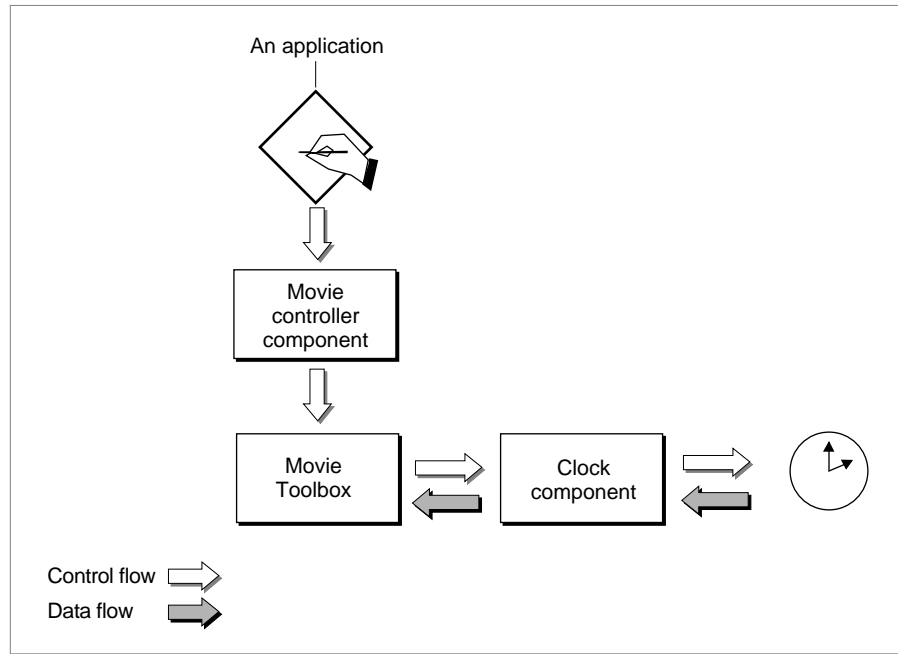 An application
Movie
controller
component
Movie
Toolbox
Clock
component
Control flow
Data flow